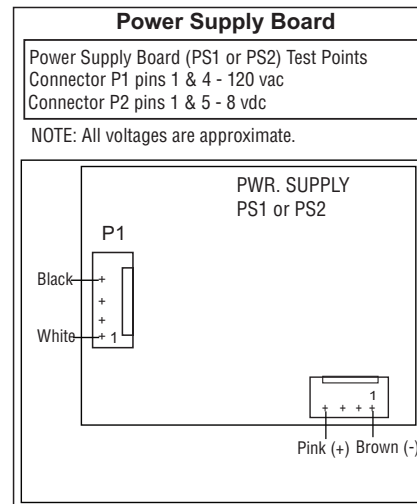 Power Supply Board
Power Supply Board (PS1 or PS2) Test Points
Connector P1 pins 1 & 4 - 120 vac
Connector P2 pins 1 & 5 - 8 vdc
NOTE: All voltages are approximate.
PWR. SUPPLY
PS1 or PS2
P1
Black
White
1
1
Pink (+) Brown (-)